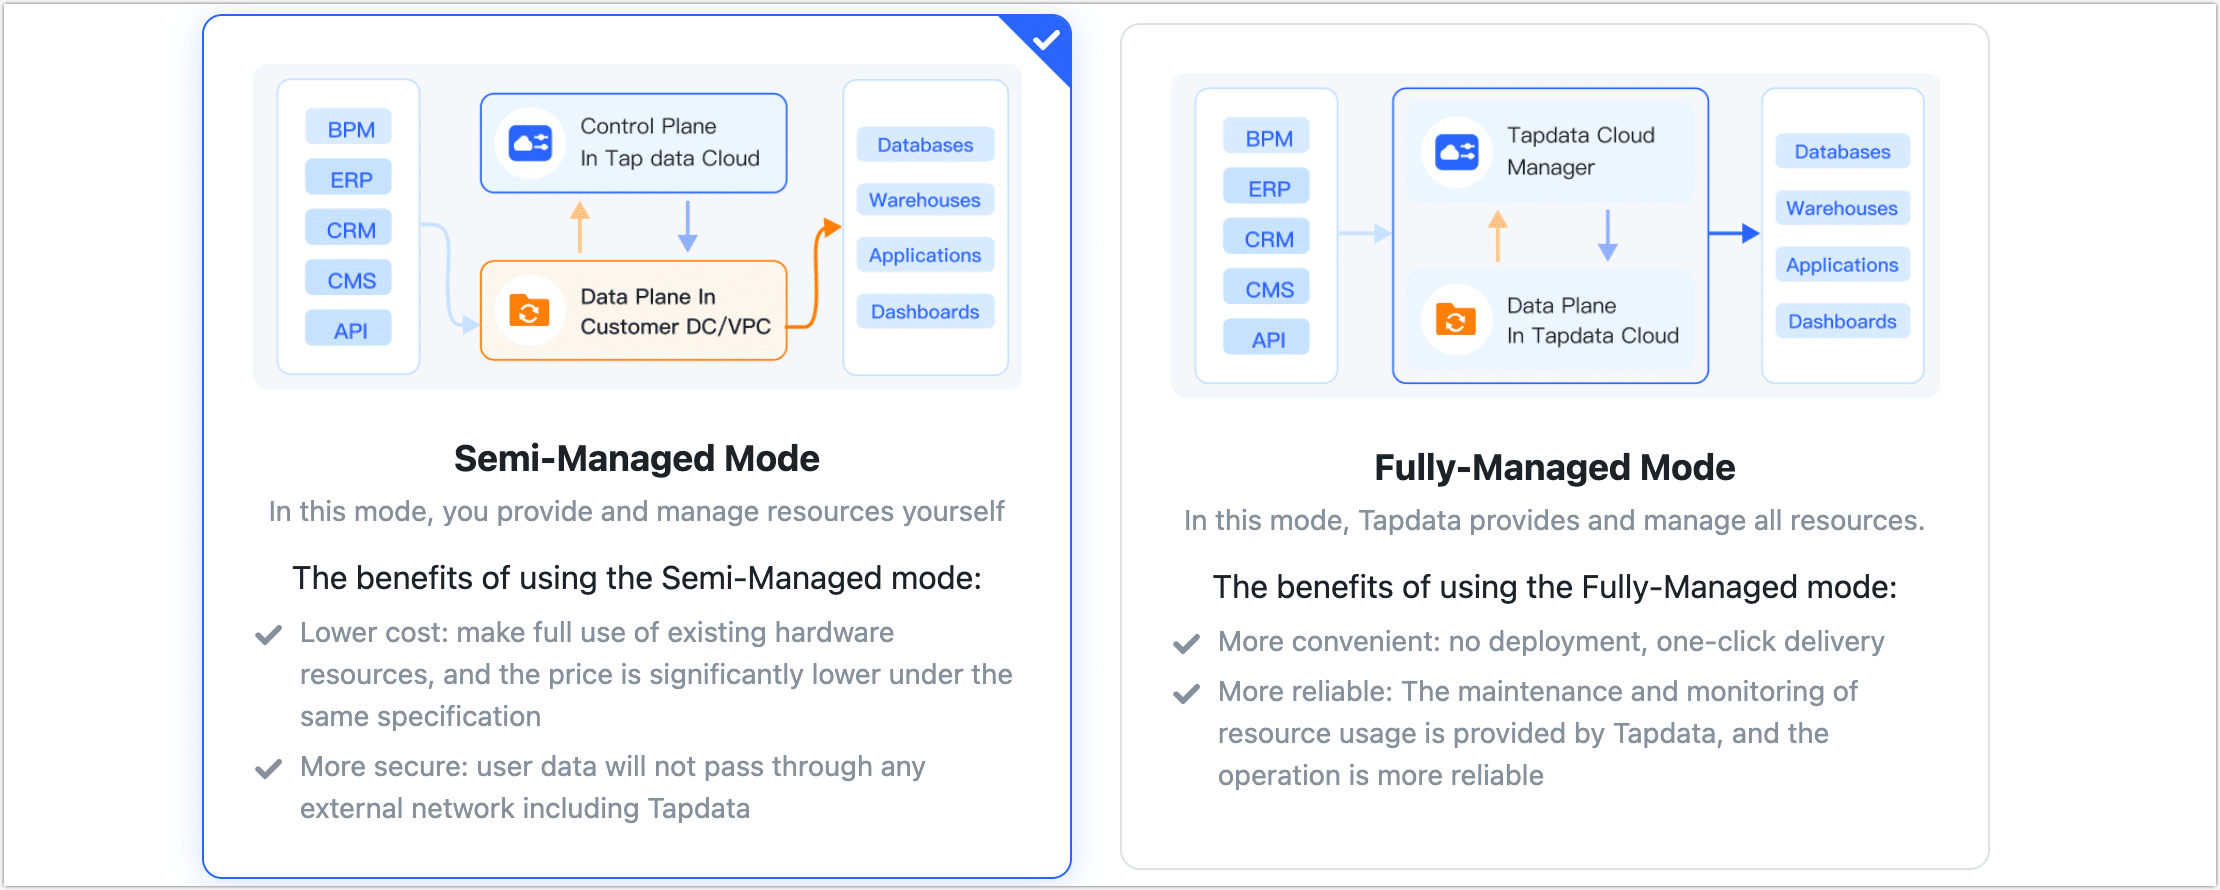 BPM
ERP
CRM
CMS
API
Control Plane
In Tap data Cloud
Data Plane In
Customer DC/VPC
Databases
Warehouses
Applications
Dashboards
Semi-Managed Mode
In this mode, you provide and manage resources yourself
The benefits of using the Semi-Managed mode:
Lower cost: make full use of existing hardware
resources, and the price is significantly lower under the
same specification
More secure: user data will not pass through any
external network including Tapdata
BPM
ERP
CRM
CMS
API
Tapdata Cloud
Manager
Data Plane
In Tapdata Cloud
Databases
Warehouses
Applications
Dashboards
Fully-Managed Mode
In this mode, Tapdata provides and manage all resources.
The benefits of using the Fully-Managed mode:
More convenient: no deployment, one-click delivery
More reliable: The maintenance and monitoring of
resource usage is provided by Tapdata, and the
operation is more reliable